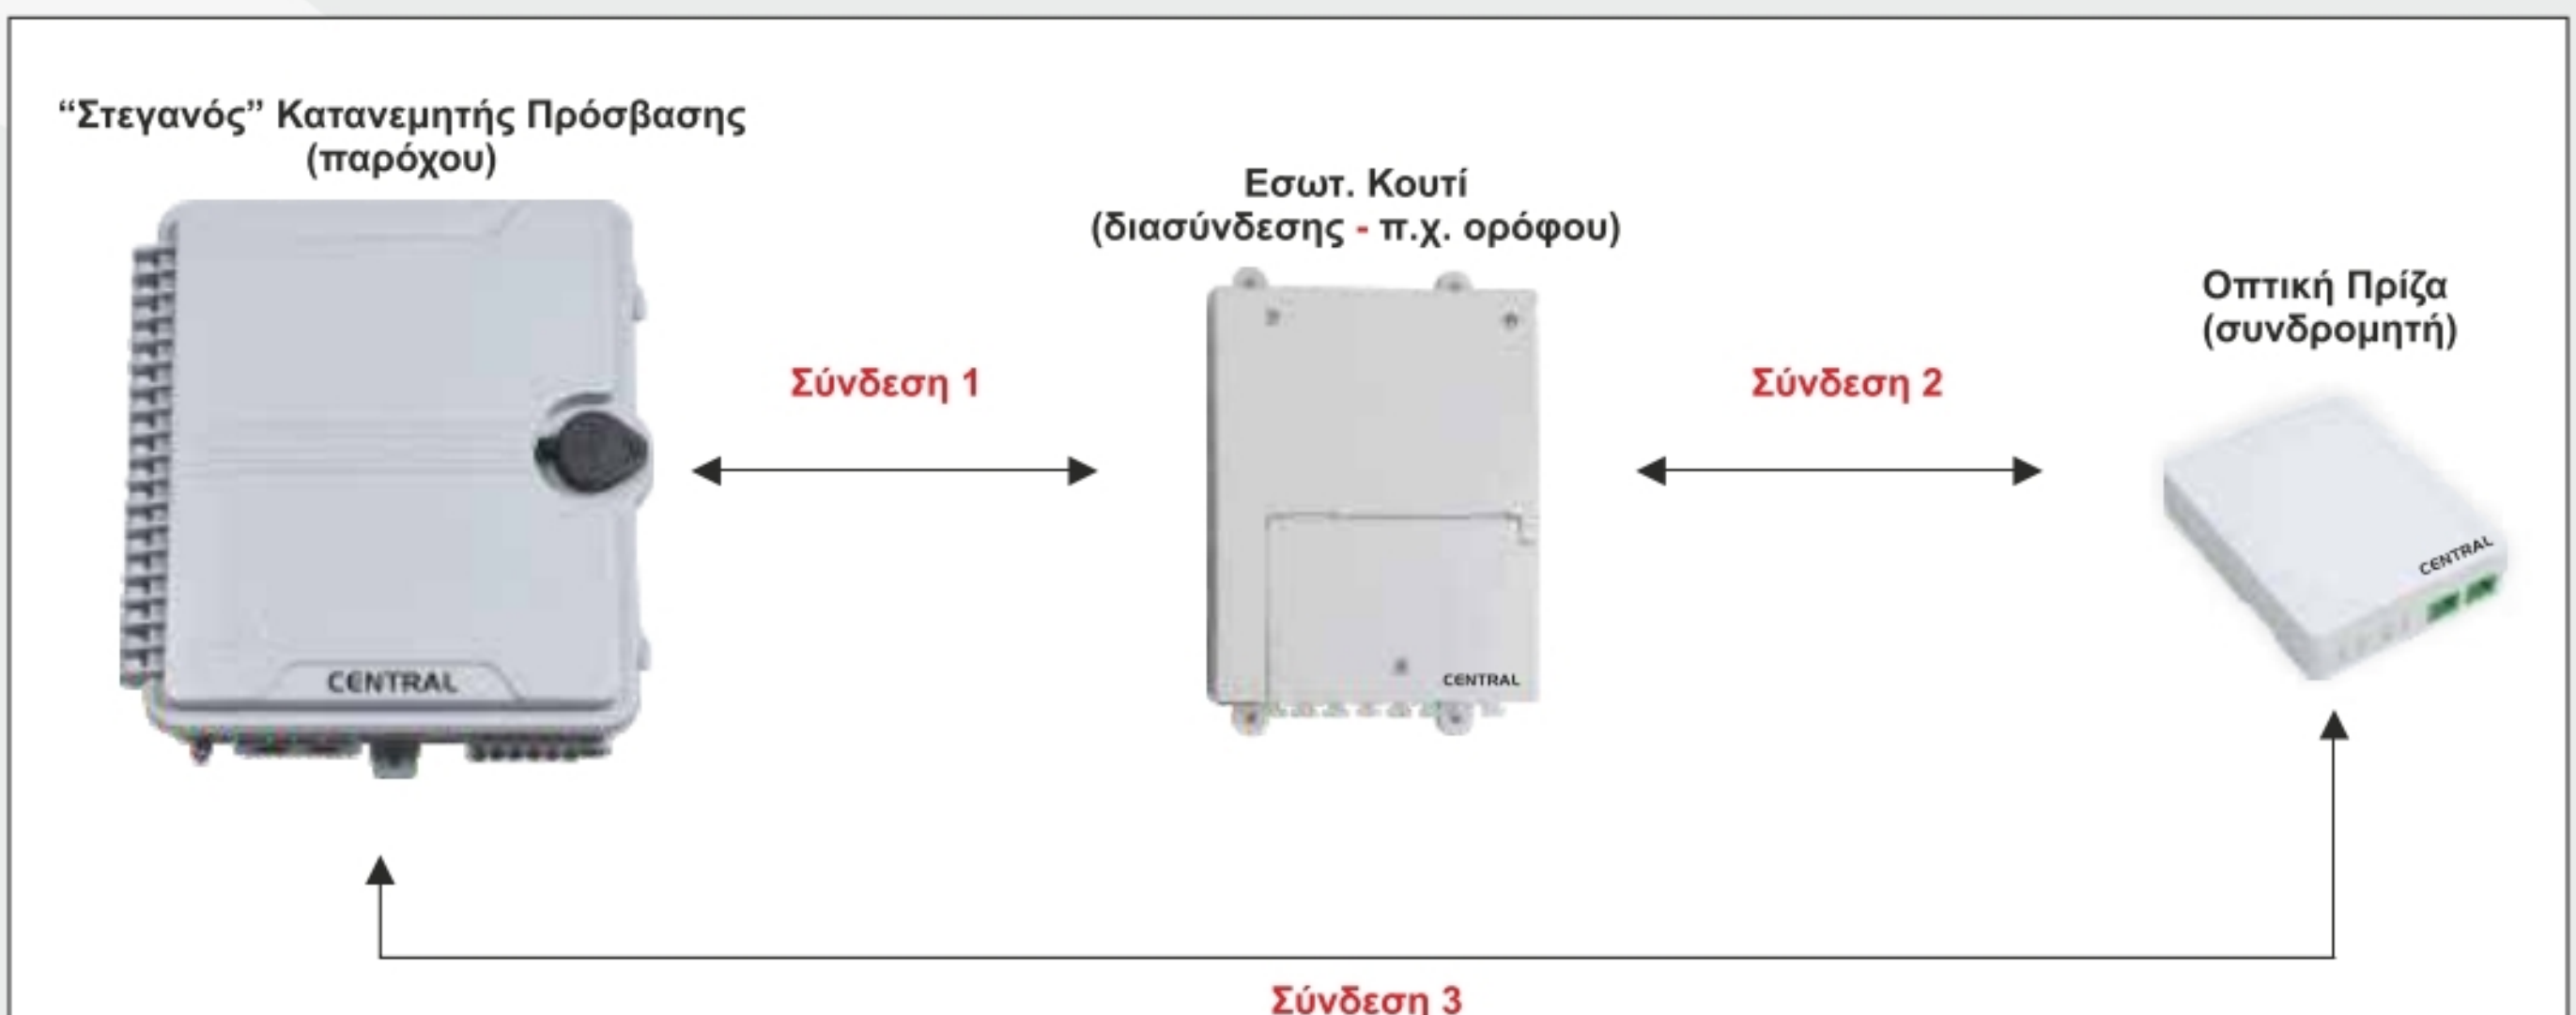 “Στεγανός” Κατανεμητής Πρόσβασης
(παρόχου)
Εσωτ. Κουτί
(διασύνδεσης - π.χ. ορόφου)
Οπτική Πρίζα
(συνδρομητή)
Σύνδεση 1
Σύνδεση 2
CENTRAL
CENTRAL
CENTRAL
Σύνδεση 3